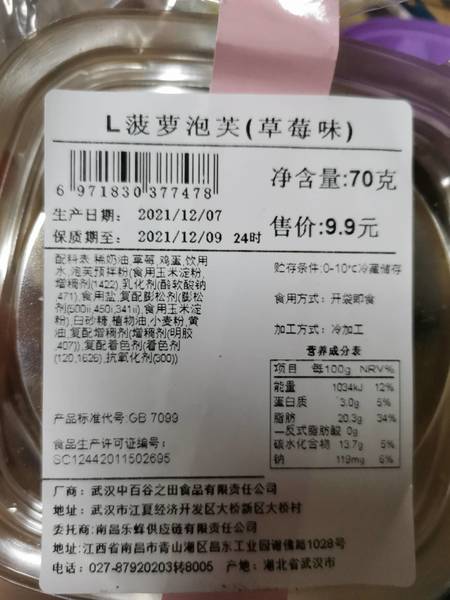 L菠萝泡芙(草莓味)
6 971830 377478
净含量:70克
生产日期: 2021/12/07
保质期至: 2021/12/09 24时
售价:9.9元
配料表:稀奶油,草莓,鸡蛋,饮用
水,泡芙预拌粉(食用玉米淀粉,
增稠剂(1422),乳化剂(酪软酸钠
,471),食用盐,复配膨松剂(膨松
剂(500ii,450i,341i),食用玉米淀
粉),白砂糖,植物油,小麦粉,黄
油,复配增稠剂(增稠剂(明胶
,407)),复配着色剂(着色剂
(120,162б),抗氧化剂(300))
贮存条件:0-10℃冷藏储存
食用方式: 开袋即食
加工方式: 冷加工
营养成分表
项目 每100g NRV%
能量 1034kJ 12%
蛋白质 3.0g 5%
脂肪 20.3g 34%
—反式脂肪酸 0g
碳水化合物 13.7g 5%
钠 119mg 6%
产品标准代号:GB 7099
食品生产许可证编号:
SC12442011502695
厂商: 武汉中百谷之田食品有限责任公司
地址: 武汉市江夏经济开发区大桥新区大桥村
委托商:南昌乐蜂供应链有限责任公司
地址:江西省南昌市青山湖区昌东工业园谢佛路1028号
电话: 027-87920203转8005 产地: 湖北省武汉市